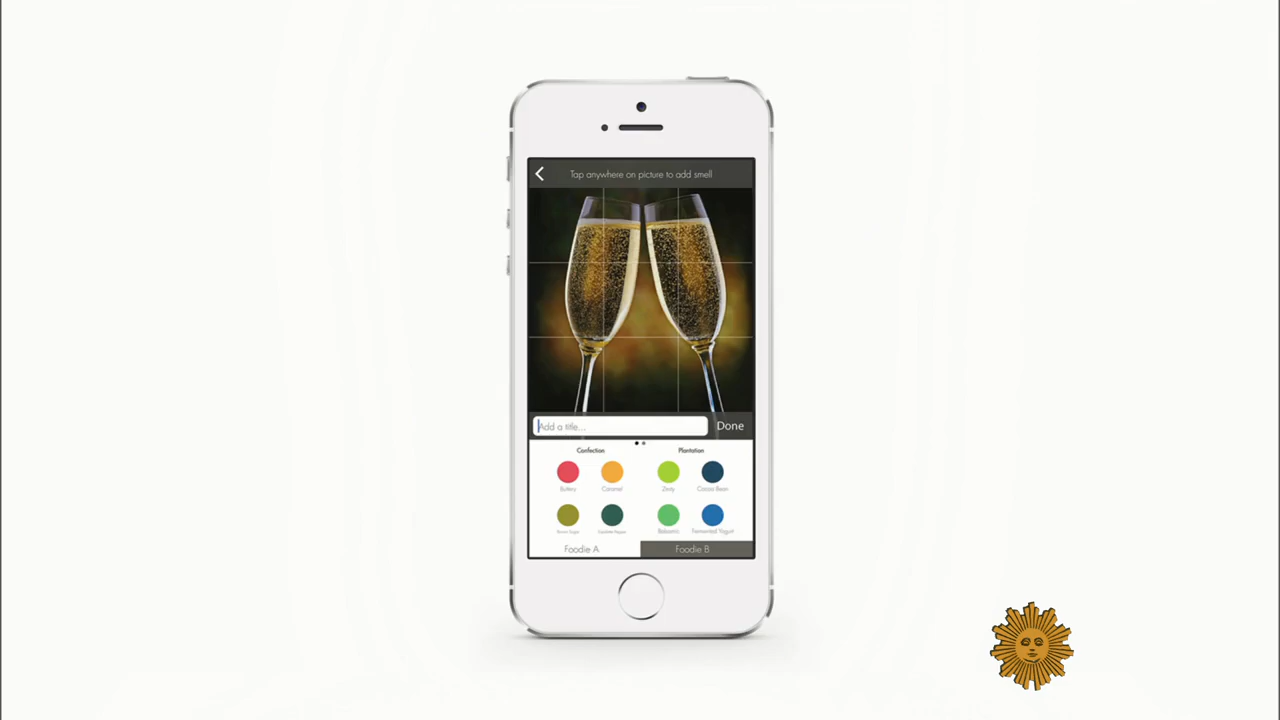 Tap anywhere on picture to add smell
Add a title...
Done
Confection
Plantation
Buttery
Caramel
Zesty
Cocoa Bean
Balsamic
Fermented Yogurt
Foodie A
Foodie B